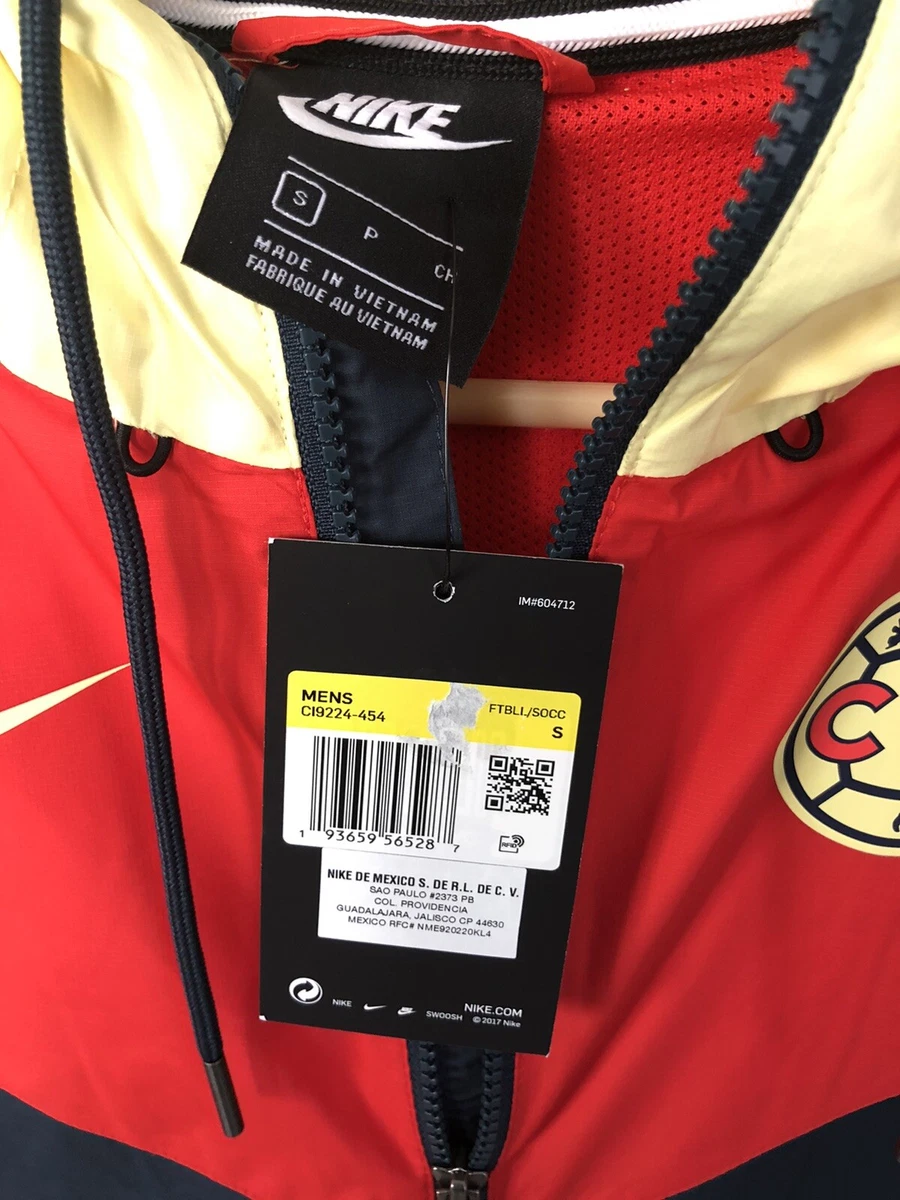 NIKE
S
P
CH
MADE IN VIETNAM
FABRIQUE AU VIETNAM
IM#604712
MENS
CI9224-454
FTBLL/SOCC
S
1 93659 56528 7
RFID
NIKE DE MEXICO S. DE R.L. DE C. V.
SAO PAULO #2373 PB
COL. PROVIDENCIA
GUADALAJARA, JALISCO CP 44630
MEXICO RFC# NME920220KL4
NIKE
SWOOSH
NIKE.COM
© 2017 Nike
C